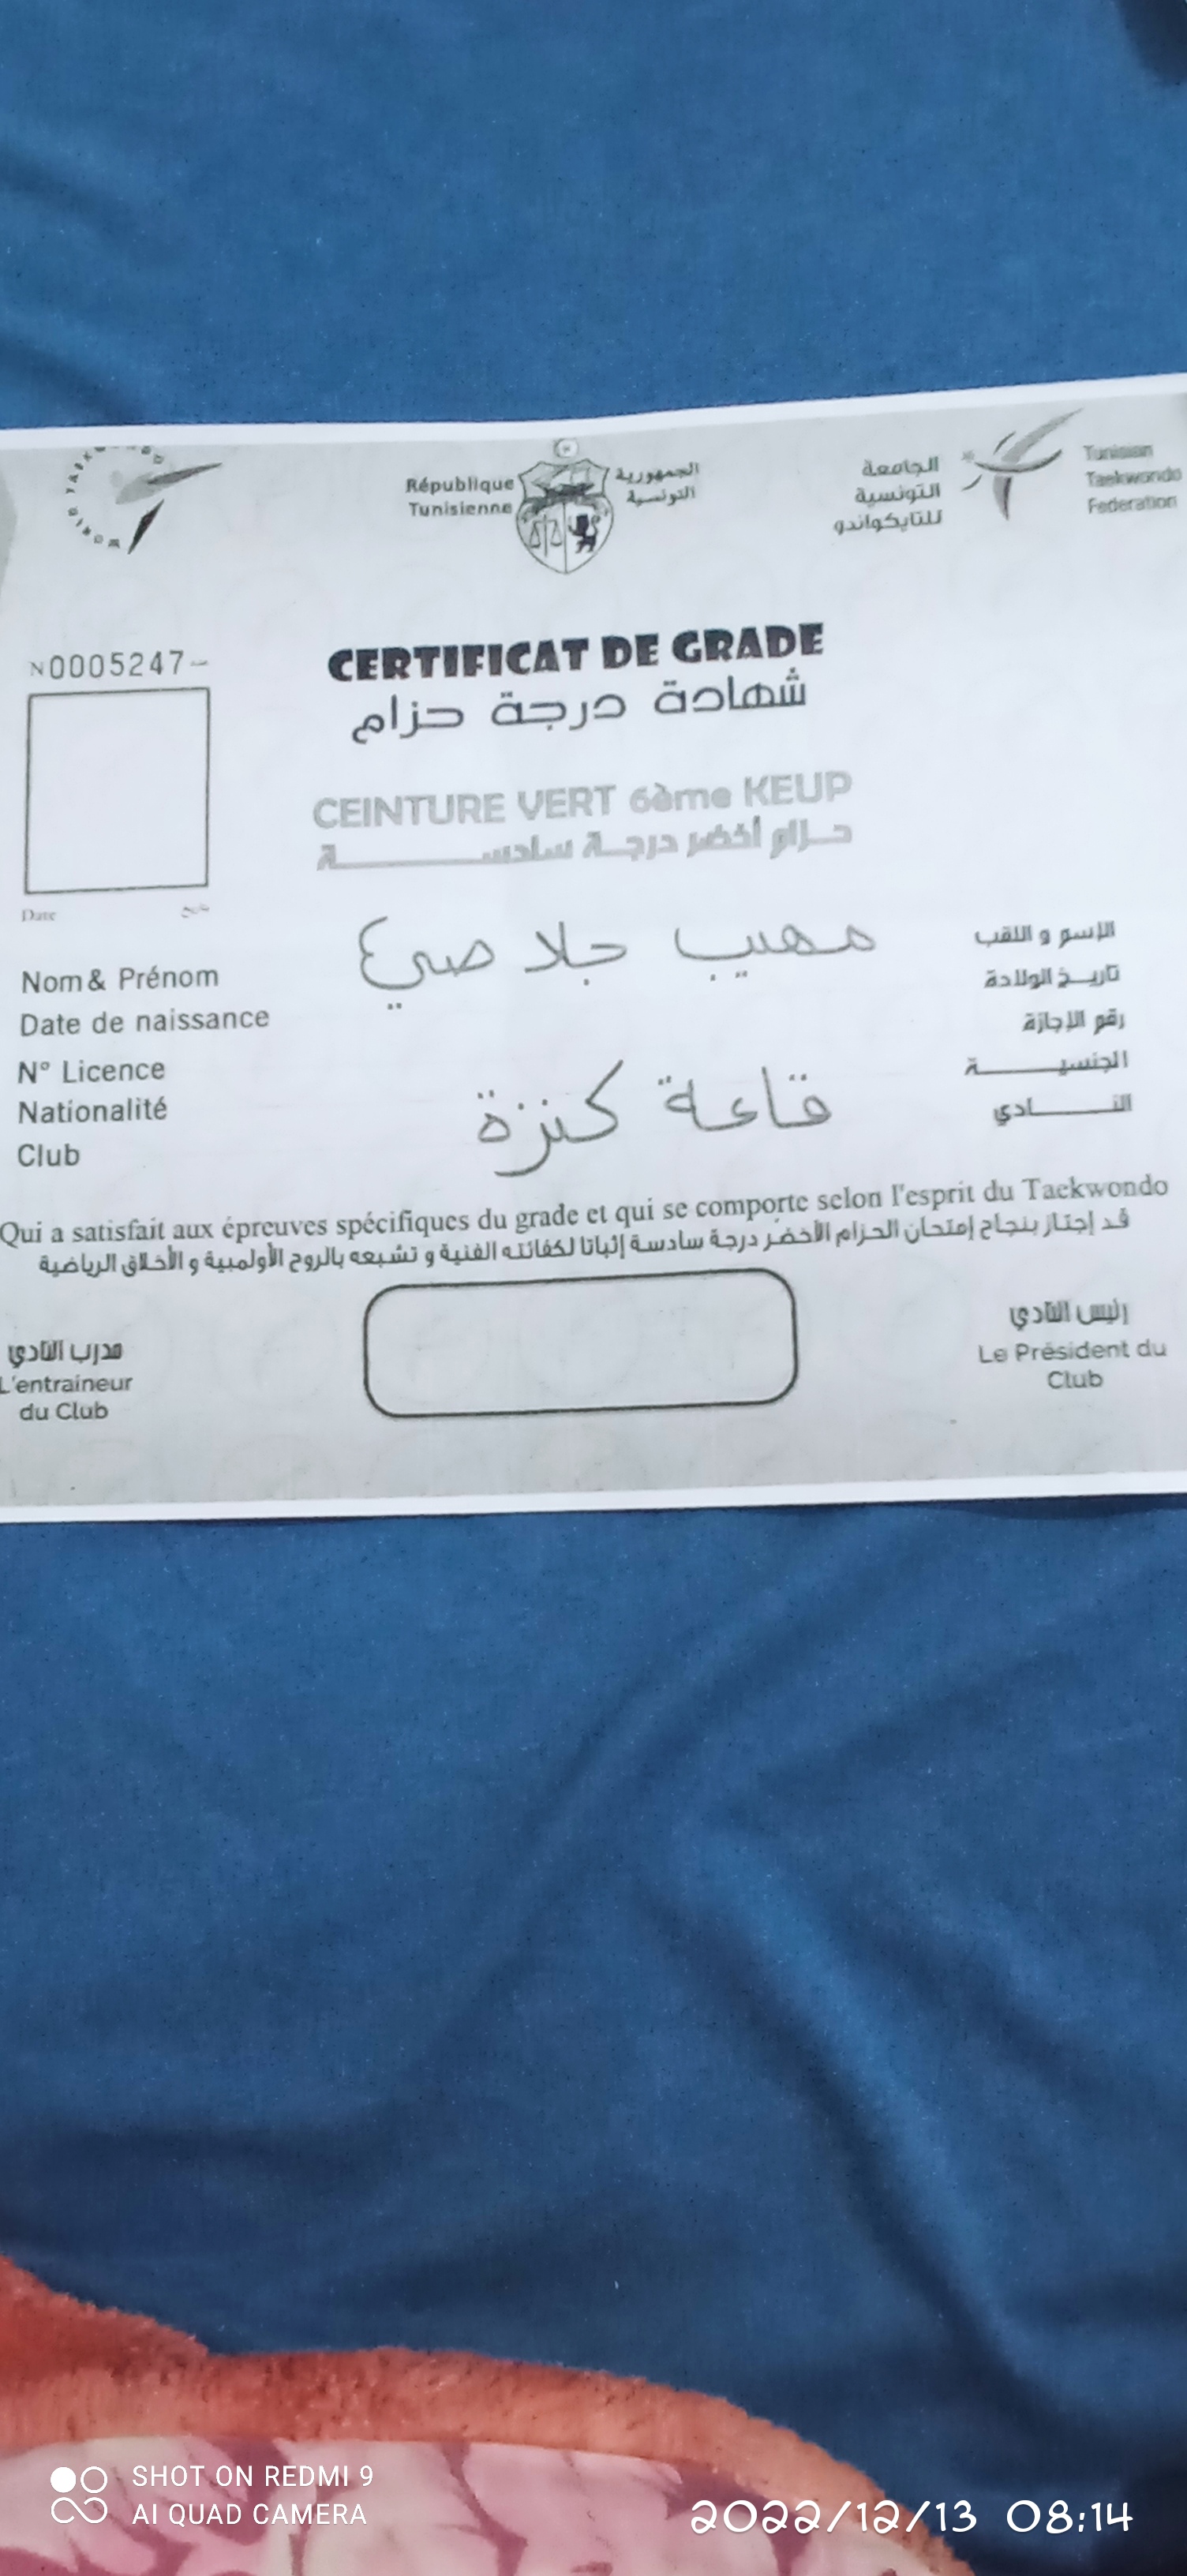 WORLD TAEKWONDO
République
Tunisienne
الجمهورية
التونسية
الجامعة
التونسية
للتايكواندو
Tunisian
Taekwondo
Federation
N0005247-
CERTIFICAT DE GRADE
شهادة درجة حزام
CEINTURE VERT 6ème KEUP
حزام أخضر درجة سادسة
Date
Nom & Prénom مهيب جلاصي الإسم و اللقب
Date de naissance تاريخ الولادة
N° Licence رقم الإجازة
Nationalité الجنسية
Club قاعة كنزة النادي
Qui a satisfait aux épreuves spécifiques du grade et qui se comporte selon l'esprit du Taekwondo
قد إجتاز بنجاح إمتحان الحزام الأخضر درجة سادسة إثباتا لكفائته الفنية و تشبعه بالروح الأولمبية و الأخلاق الرياضية
مدرب النادي
L'entraineur
du Club
رئيس النادي
Le Président du
Club
SHOT ON REDMI 9
AI QUAD CAMERA
2022/12/13 08:14